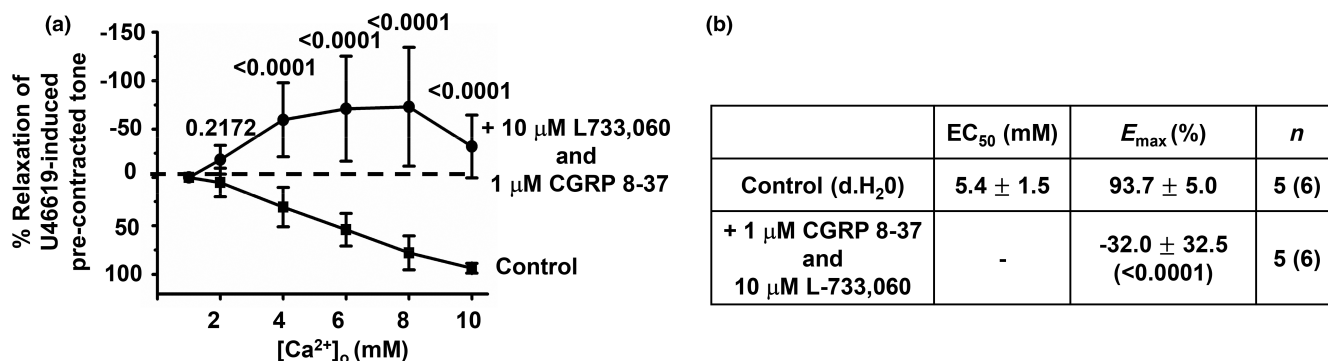 (a)
% Relaxation of
U46619-induced
pre-contracted tone
-150
-100
-50
0
50
100
0.2172
<0.0001
<0.0001
<0.0001
<0.0001
+ 10 μM L733,060
and
1 μM CGRP 8-37
Control
2 4 6 8 10
[Ca²⁺]ₒ (mM)
(b)
EC₅₀ (mM) Eₘₐₓ (%) n
Control (d.H₂0) 5.4 ± 1.5 93.7 ± 5.0 5 (6)
+ 1 μM CGRP 8-37
and
10 μM L-733,060
-
-32.0 ± 32.5
(<0.0001)
5 (6)